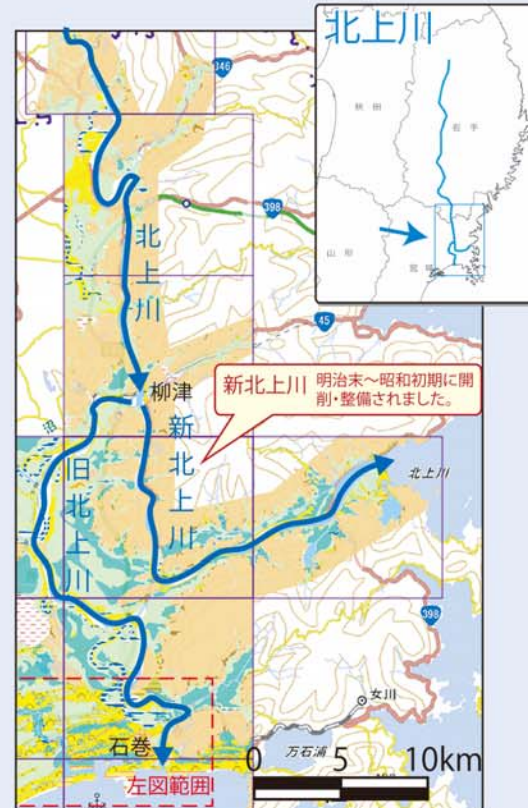 北上川
秋田
岩手
山形
宮城
346
398
北上川
45
柳津
新北上川 明治末~昭和初期に開
削・整備されました。
沼
新北上川
旧北上川
北上川
398
女川
石巻
万石浦
左図範囲
0 5 10km